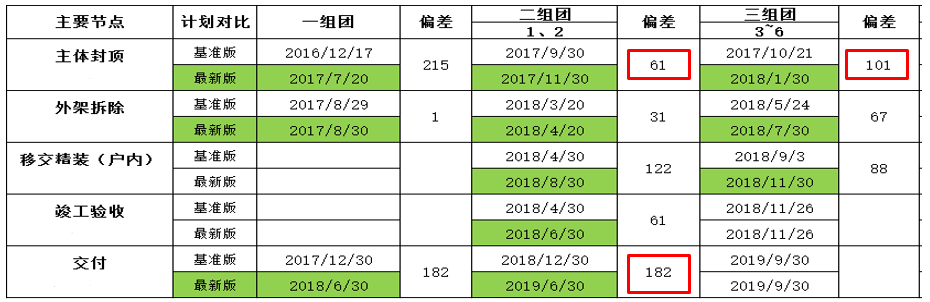 主要节点 计划对比 一组团 偏差 二组团 偏差 三组团 偏差
1、2 3~6
主体封顶 基准版 2016/12/17 215 2017/9/30 61 2017/10/21 101
最新版 2017/7/20 2017/11/30 2018/1/30
外架拆除 基准版 2017/8/29 1 2018/3/20 31 2018/5/24 67
最新版 2017/8/30 2018/4/20 2018/7/30
移交精装（户内） 基准版 2018/4/30 122 2018/9/3 88
最新版 2018/8/30 2018/11/30
竣工验收 基准版 2018/4/30 61 2018/11/26
最新版 2018/6/30 2018/11/26
交付 基准版 2017/12/30 182 2018/12/30 182 2019/9/30
最新版 2018/6/30 2019/6/30 2019/9/30